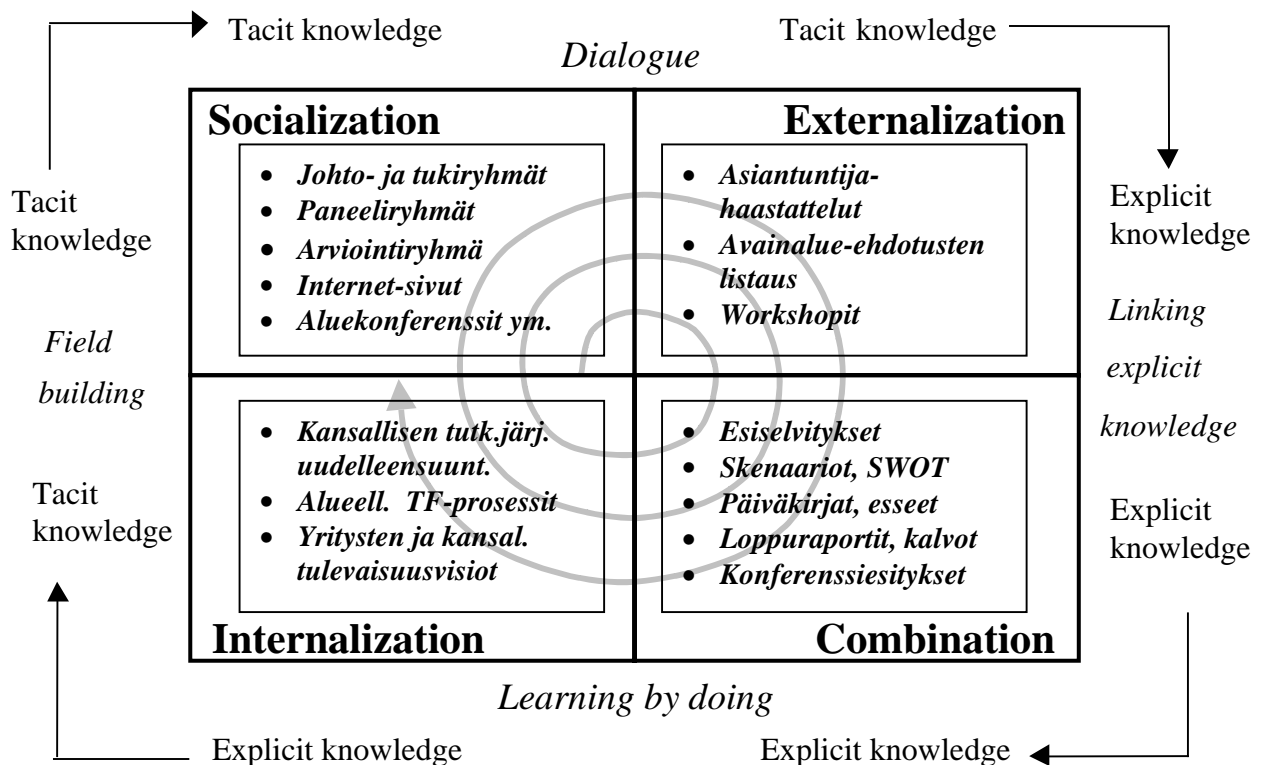 Tacit knowledge
Tacit knowledge
Dialogue
Socialization
• Johto- ja tukiryhmät
• Paneeliryhmät
• Arviointiryhmä
• Internet-sivut
• Aluekonferenssit ym.
Externalization
• Asiantuntija-
haastattelut
• Avainalue-ehdotusten
listaus
• Workshopit
Tacit
knowledge
Field
building
Tacit
knowledge
Explicit
knowledge
Linking
explicit
knowledge
Explicit
knowledge
• Kansallisen tutk.järj.
uudelleensuunt.
• Alueell. TF-prosessit
• Yritysten ja kansal.
tulevaisuusvisiot
Internalization
• Esiselvitykset
• Skenaariot, SWOT
• Päiväkirjat, esseet
• Loppuraportit, kalvot
• Konferenssiesitykset
Combination
Learning by doing
Explicit knowledge
Explicit knowledge